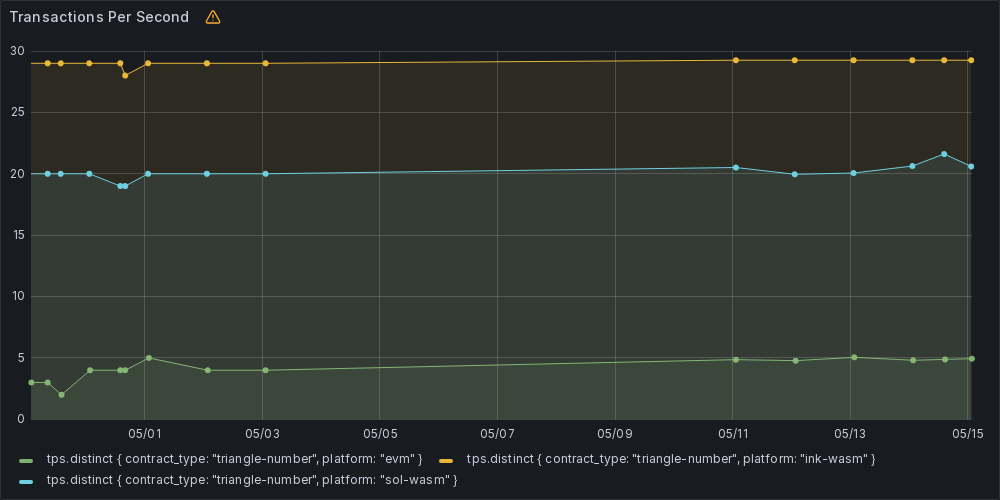 Transactions Per Second
30
25
20
15
10
5
0
05/01 05/03 05/05 05/07 05/09 05/11 05/13 05/15
tps.distinct { contract_type: "triangle-number", platform: "evm" } tps.distinct { contract_type: "triangle-number", platform: "ink-wasm" }
tps.distinct { contract_type: "triangle-number", platform: "sol-wasm" }